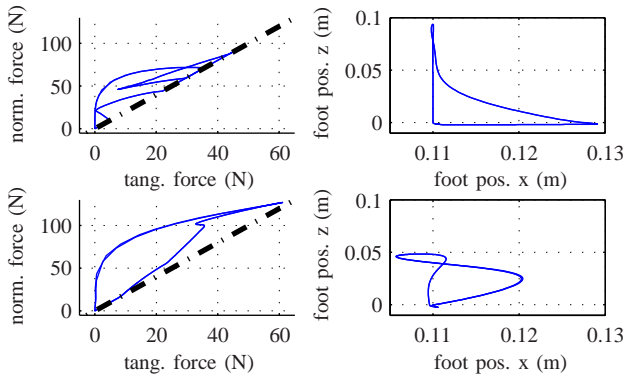 norm. force (N)
100
50
0
0 20 40 60
tang. force (N)
foot pos. z (m)
0.1
0.05
0
0.11 0.12 0.13
foot pos. x (m)
norm. force (N)
100
50
0
0 20 40 60
tang. force (N)
foot pos. z (m)
0.1
0.05
0
0.11 0.12 0.13
foot pos. x (m)